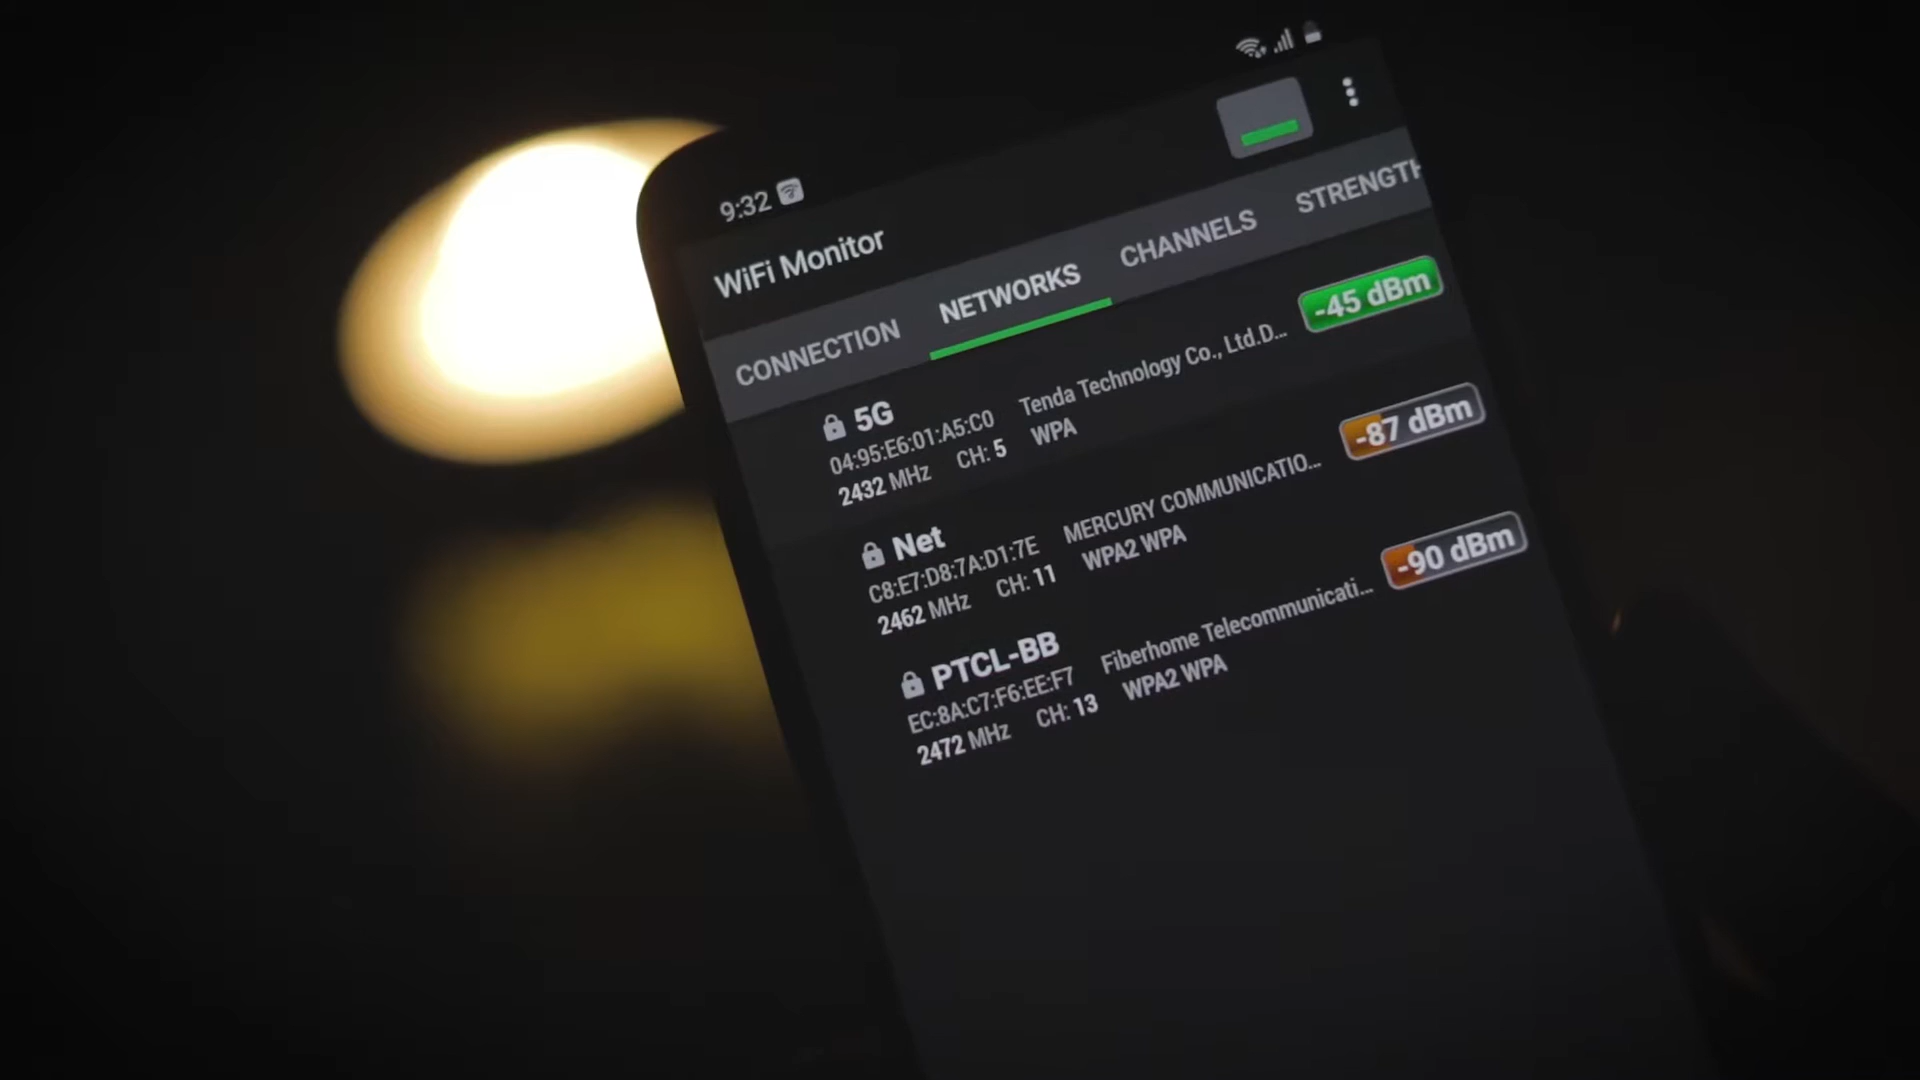 9:32
WiFi Monitor
CONNECTION NETWORKS CHANNELS STRENGTH
5G
04:95:E6:01:A5:C0 Tenda Technology Co., Ltd.D... -45 dBm
2432 MHz CH: 5 WPA
Net
C8:E7:D8:7A:D1:7E MERCURY COMMUNICATIO... -87 dBm
2462 MHz CH: 11 WPA2 WPA
PTCL-BB
EC:8A:C7:F6:EE:F7 Fiberhome Telecommunicati... -90 dBm
2472 MHz CH: 13 WPA2 WPA